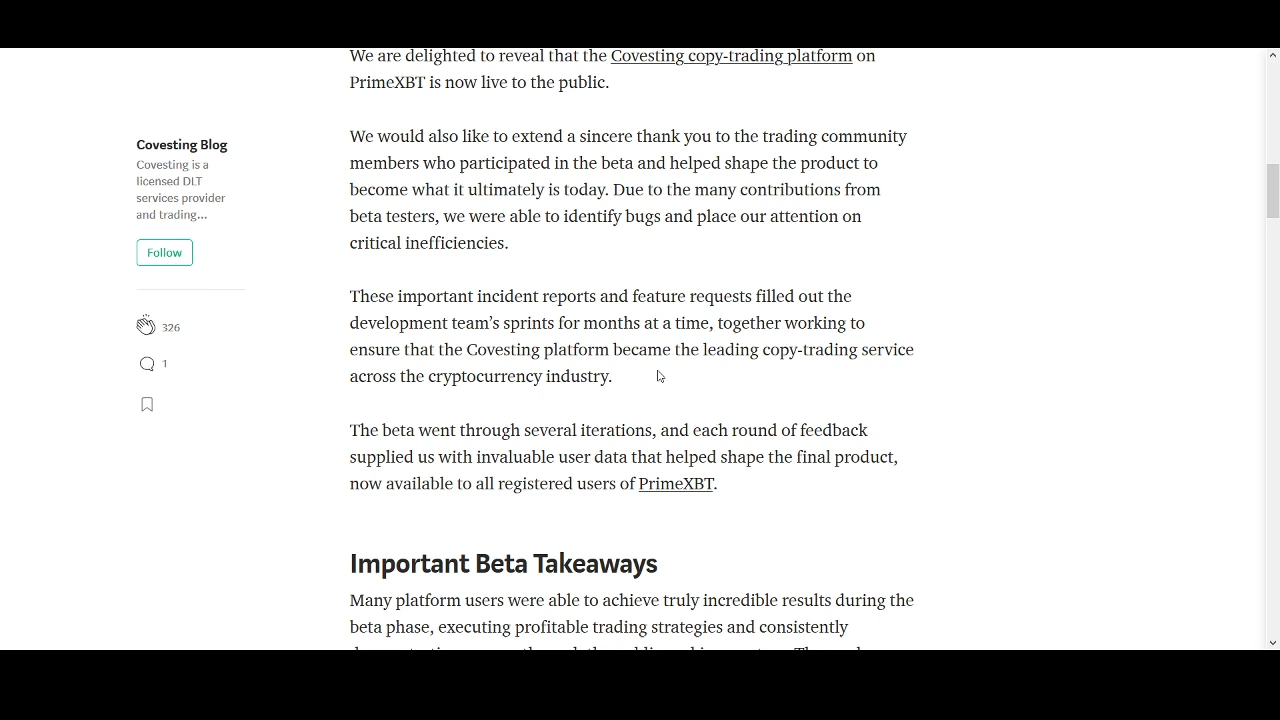 We are delighted to reveal that the Covesting copy-trading platform on
PrimeXBT is now live to the public.
Covesting Blog
Covesting is a
licensed DLT
services provider
and trading...
Follow
326
1
We would also like to extend a sincere thank you to the trading community
members who participated in the beta and helped shape the product to
become what it ultimately is today. Due to the many contributions from
beta testers, we were able to identify bugs and place our attention on
critical inefficiencies.
These important incident reports and feature requests filled out the
development team’s sprints for months at a time, together working to
ensure that the Covesting platform became the leading copy-trading service
across the cryptocurrency industry.
The beta went through several iterations, and each round of feedback
supplied us with invaluable user data that helped shape the final product,
now available to all registered users of PrimeXBT.
Important Beta Takeaways
Many platform users were able to achieve truly incredible results during the
beta phase, executing profitable trading strategies and consistently